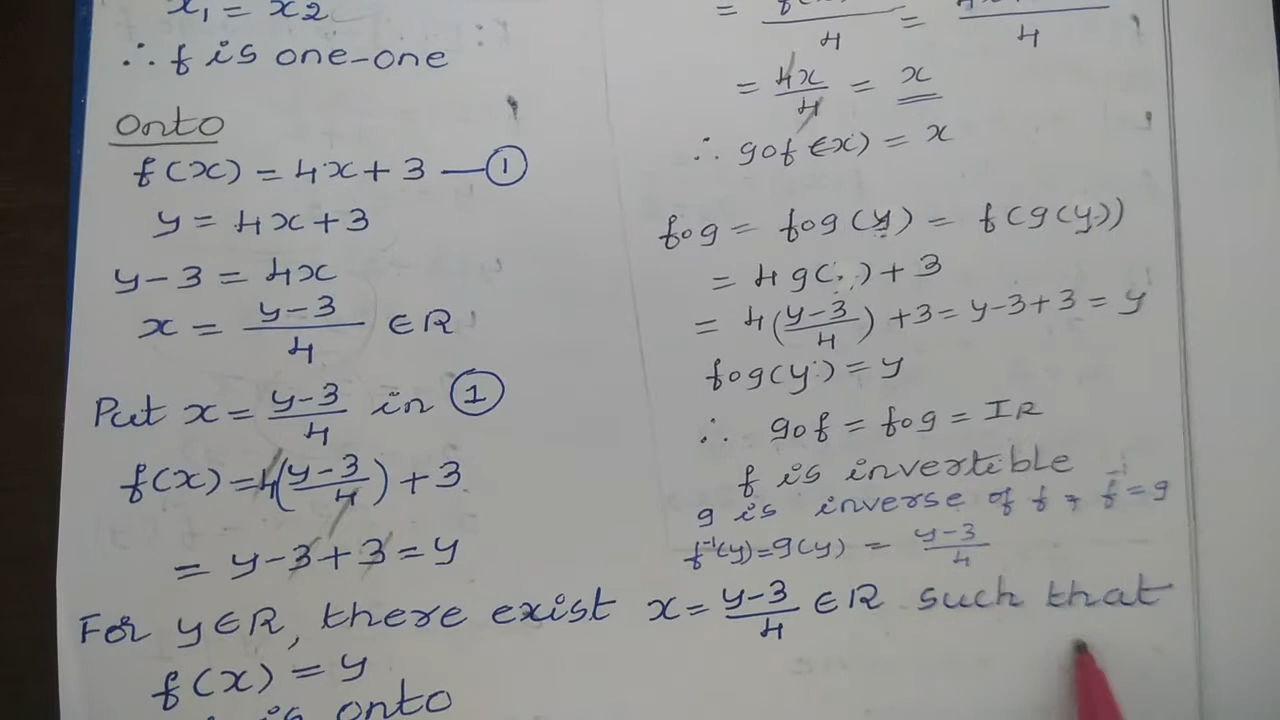 x₁ = x2
∴ f is one-one
Onto
f(x) = 4x + 3 — ①
y = 4x + 3
y - 3 = 4x
x = (y-3)/4 ∈ R
Put x = (y-3)/4 in ①
f(x) = 4((y-3)/4) + 3
= y - 3 + 3 = y
For y ∈ R, there exist x = (y-3)/4 ∈ R such that
f(x) = y
is onto
= 4x/4 = x
∴ gof (x) = x
fog = fog (y) = f(g(y))
= 4g( ) + 3
= 4((y-3)/4) + 3 = y-3+3 = y
fog(y) = y
∴ gof = fog = IR
f is invertible
g is inverse of f f⁻¹ = g
f⁻¹(y) = g(y) = (y-3)/4